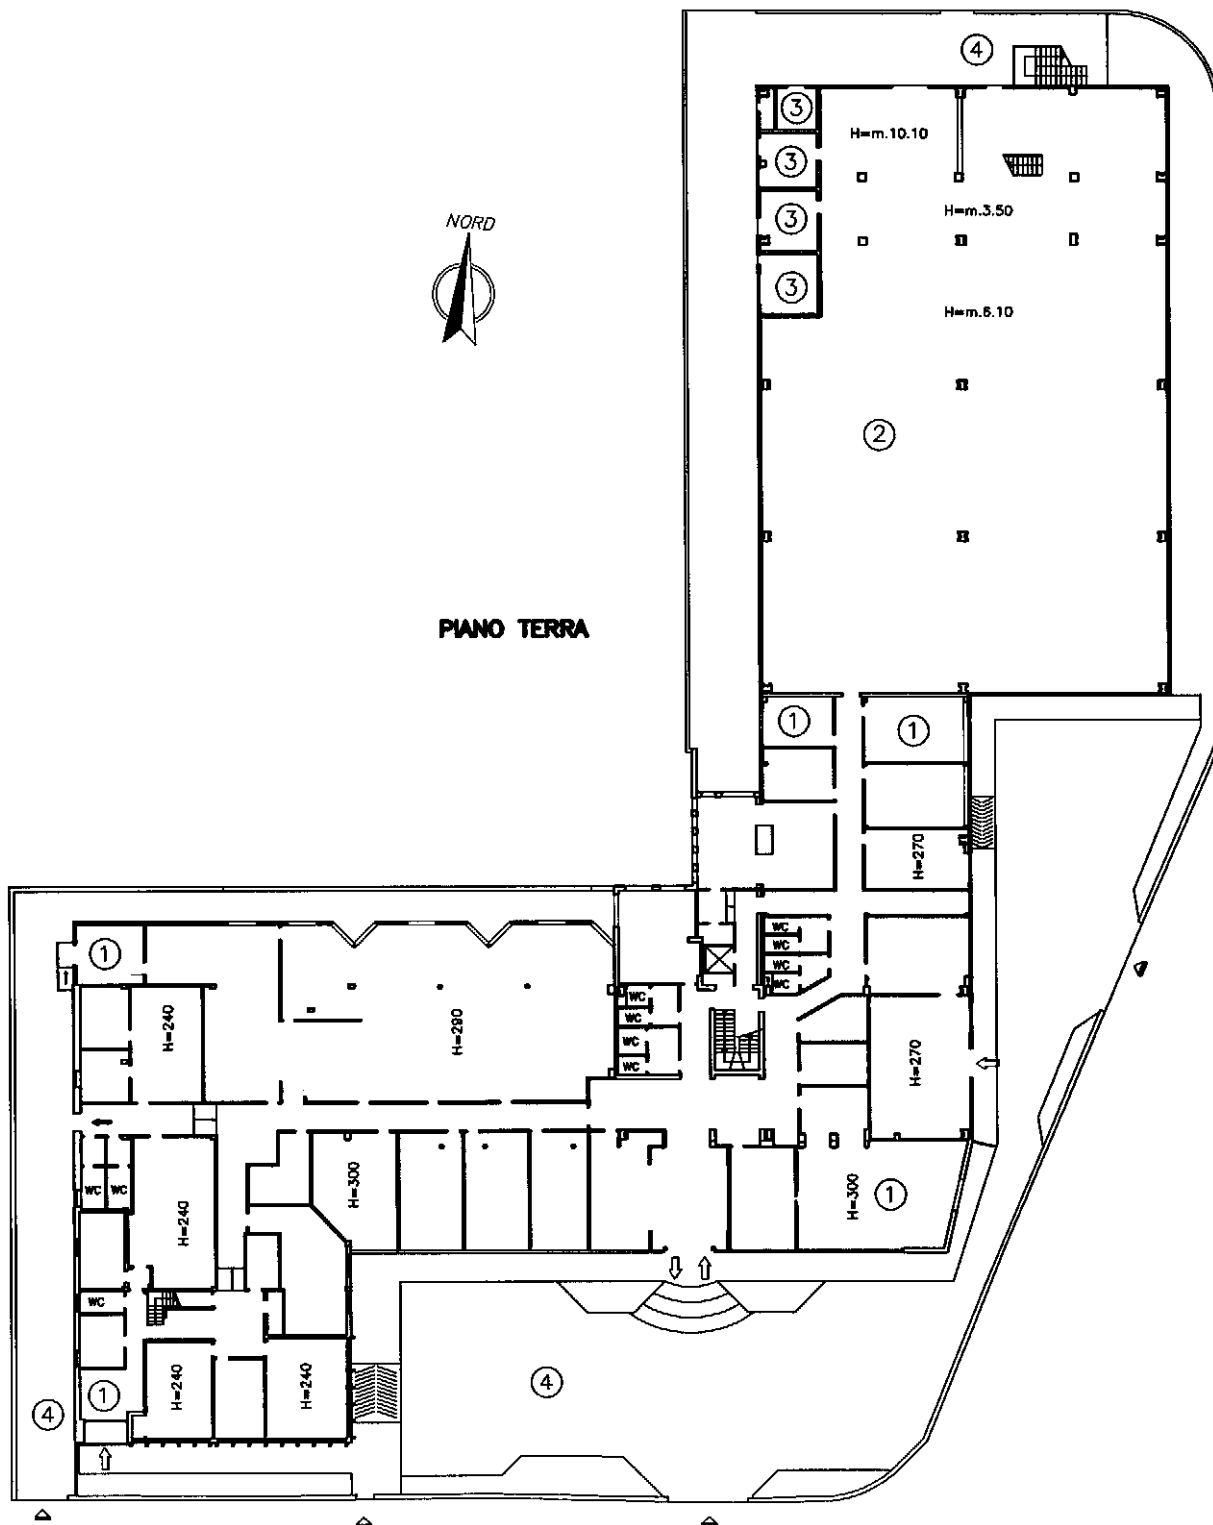 4
3
H=m.10.10
3
H=m.3.50
3
NORD
3
H=m.6.10
2
PIANO TERRA
1
1
H=270
WC
WC
WC
WC
1
H=240
H=290
WC
WC
WC
WC
H=270
WC
WC
H=240
H=300
H=300
1
WC
1
H=240
H=240
4
4